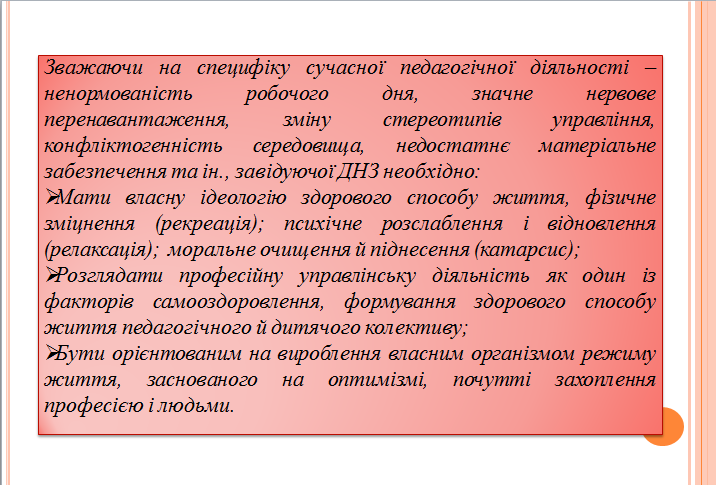 Зважаючи на специфіку сучасної педагогічної діяльності –
ненормованість робочого дня, значне нервове
перенавантаження, зміну стереотипів управління,
конфліктогенність середовища, недостатнє матеріальне
забезпечення та ін., завідуючої ДНЗ необхідно:
➢Мати власну ідеологію здорового способу життя, фізичне
зміцнення (рекреація); психічне розслаблення і відновлення
(релаксація); моральне очищення й піднесення (катарсис);
➢Розглядати професійну управлінську діяльність як один із
факторів самооздоровлення, формування здорового способу
життя педагогічного й дитячого колективу;
➢Бути орієнтованим на вироблення власним організмом режиму
життя, заснованого на оптимізмі, почутті захоплення
професією і людьми.